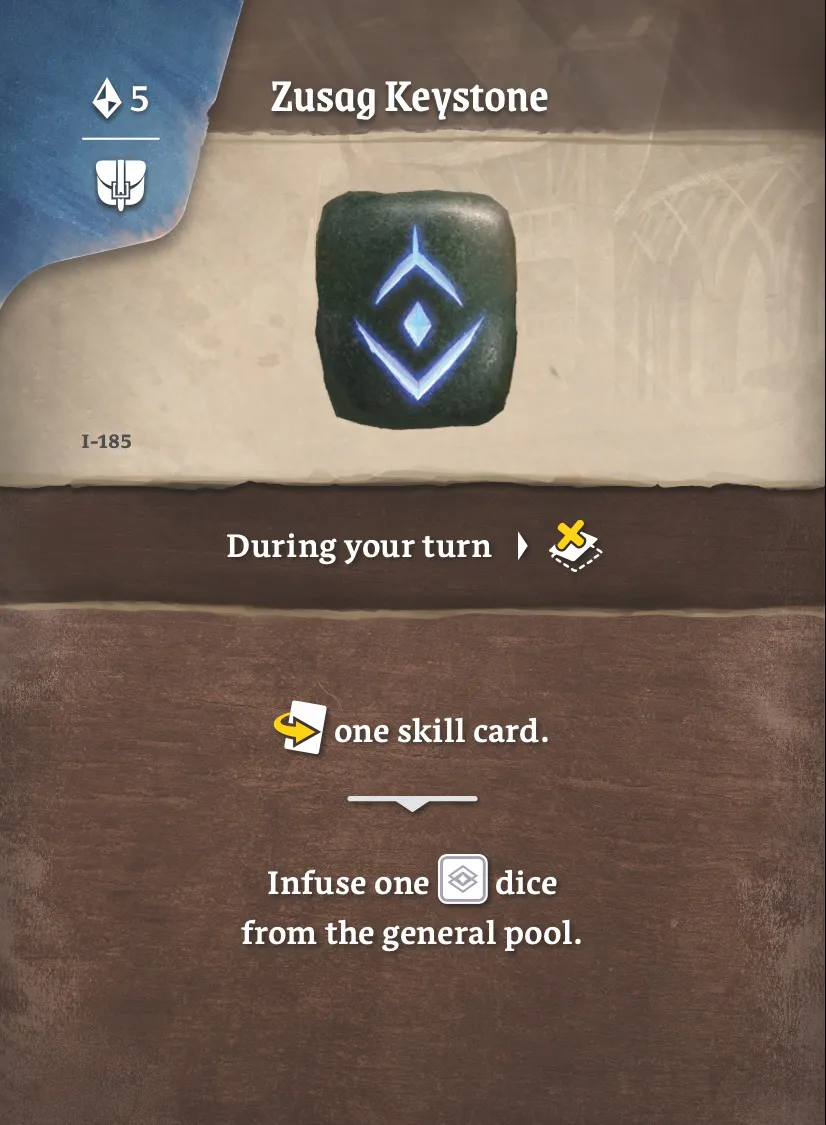 5
Zusag Keystone
I-185
During your turn
one skill card.
Infuse one dice
from the general pool.